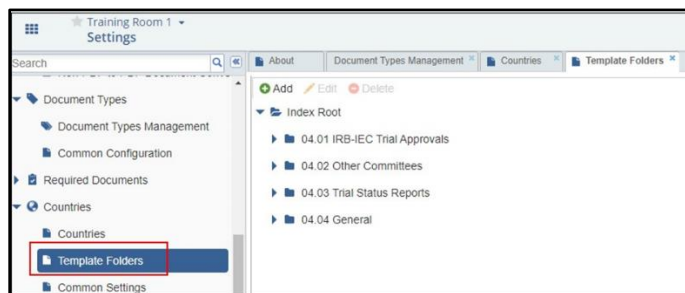 Training Room 1
Settings
Search
About
Document Types Management
Countries
Template Folders
Document Types
Document Types Management
Common Configuration
Required Documents
Countries
Countries
Template Folders
Common Settings
Add Edit Delete
Index Root
04.01 IRB-IEC Trial Approvals
04.02 Other Committees
04.03 Trial Status Reports
04.04 General